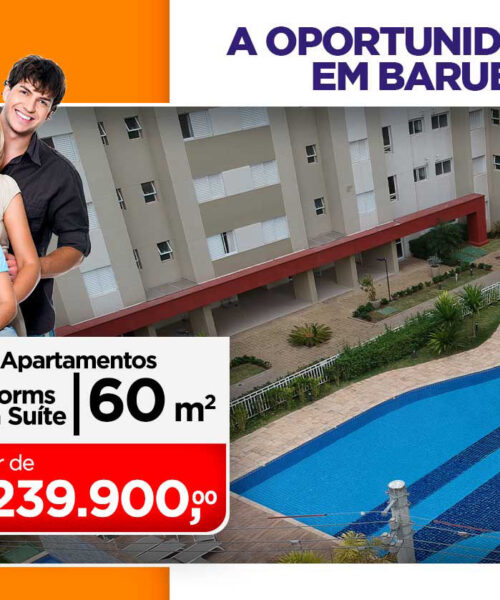 A OPORTUNID
EM BARUE
Apartamentos
orms
Suíte
60 m²
r de
239.900,00